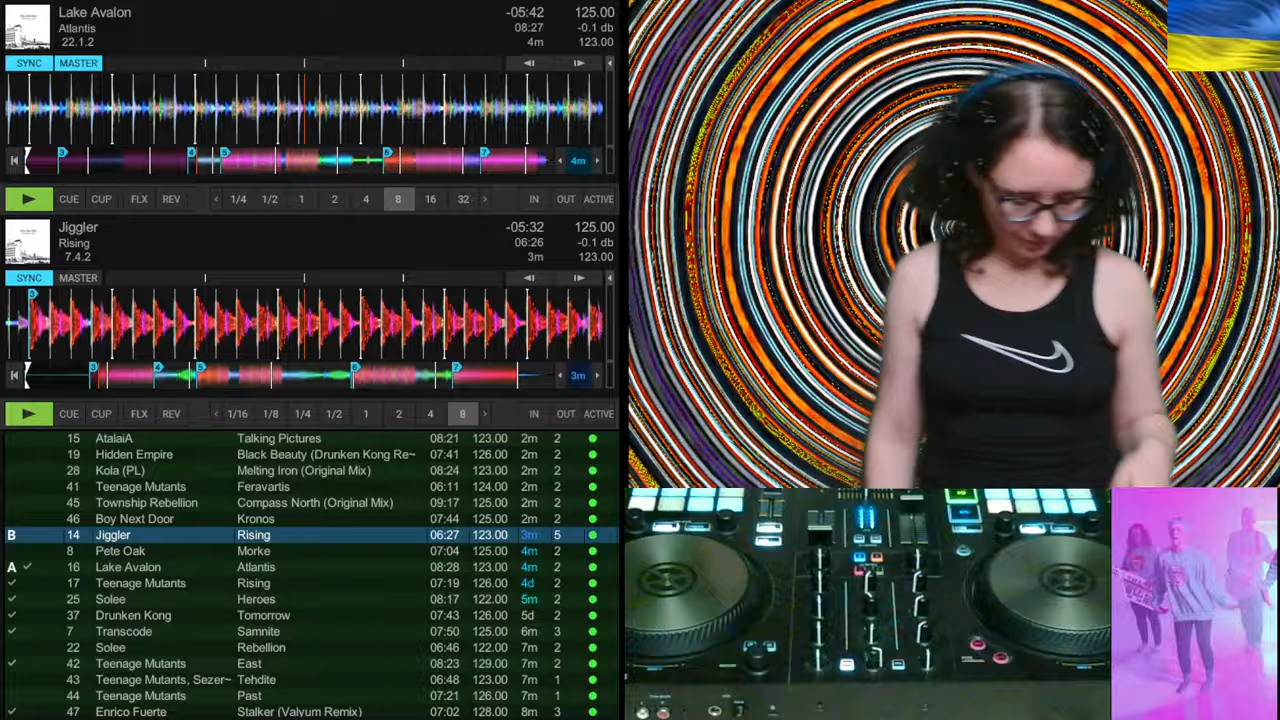 Lake Avalon -05:42 125.00
Atlantis 08:27 -0.1 db
22.1.2 4m 123.00
SYNC MASTER
3 4 5 6 7 4m
CUE CUP FLX REV 1/4 1/2 1 2 4 8 16 32 IN OUT ACTIVE
Jiggler -05:32 125.00
Rising 06:26 -0.1 db
7.4.2 3m 123.00
SYNC MASTER
3
3 4 5 6 7 3m
CUE CUP FLX REV 1/16 1/8 1/4 1/2 1 2 4 8 IN OUT ACTIVE
15 AtalaiA Talking Pictures 08:21 123.00 2m 2
19 Hidden Empire Black Beauty (Drunken Kong Re~ 07:41 126.00 2m 2
28 Kola (PL) Melting Iron (Original Mix) 08:24 123.00 2m 2
41 Teenage Mutants Feravartis 06:11 124.00 2m 2
45 Township Rebellion Compass North (Original Mix) 09:17 125.00 2m 2
46 Boy Next Door Kronos 07:44 125.00 2m 2
B 14 Jiggler Rising 06:27 123.00 3m 5
8 Pete Oak Morke 07:04 125.00 4m 2
A 16 Lake Avalon Atlantis 08:28 123.00 4m 2
17 Teenage Mutants Rising 07:19 126.00 4d 2
25 Solee Heroes 08:17 122.00 5m 2
37 Drunken Kong Tomorrow 07:43 126.00 5d 2
7 Transcode Samnite 07:50 125.00 6m 3
22 Solee Rebellion 06:46 122.00 7m 2
42 Teenage Mutants East 08:23 129.00 7m 2
43 Teenage Mutants, Sezer~ Tehdite 06:48 123.00 7m 1
44 Teenage Mutants Past 07:21 126.00 7m 1
47 Enrico Fuerte Stalker (Valyum Remix) 07:02 128.00 8m 3